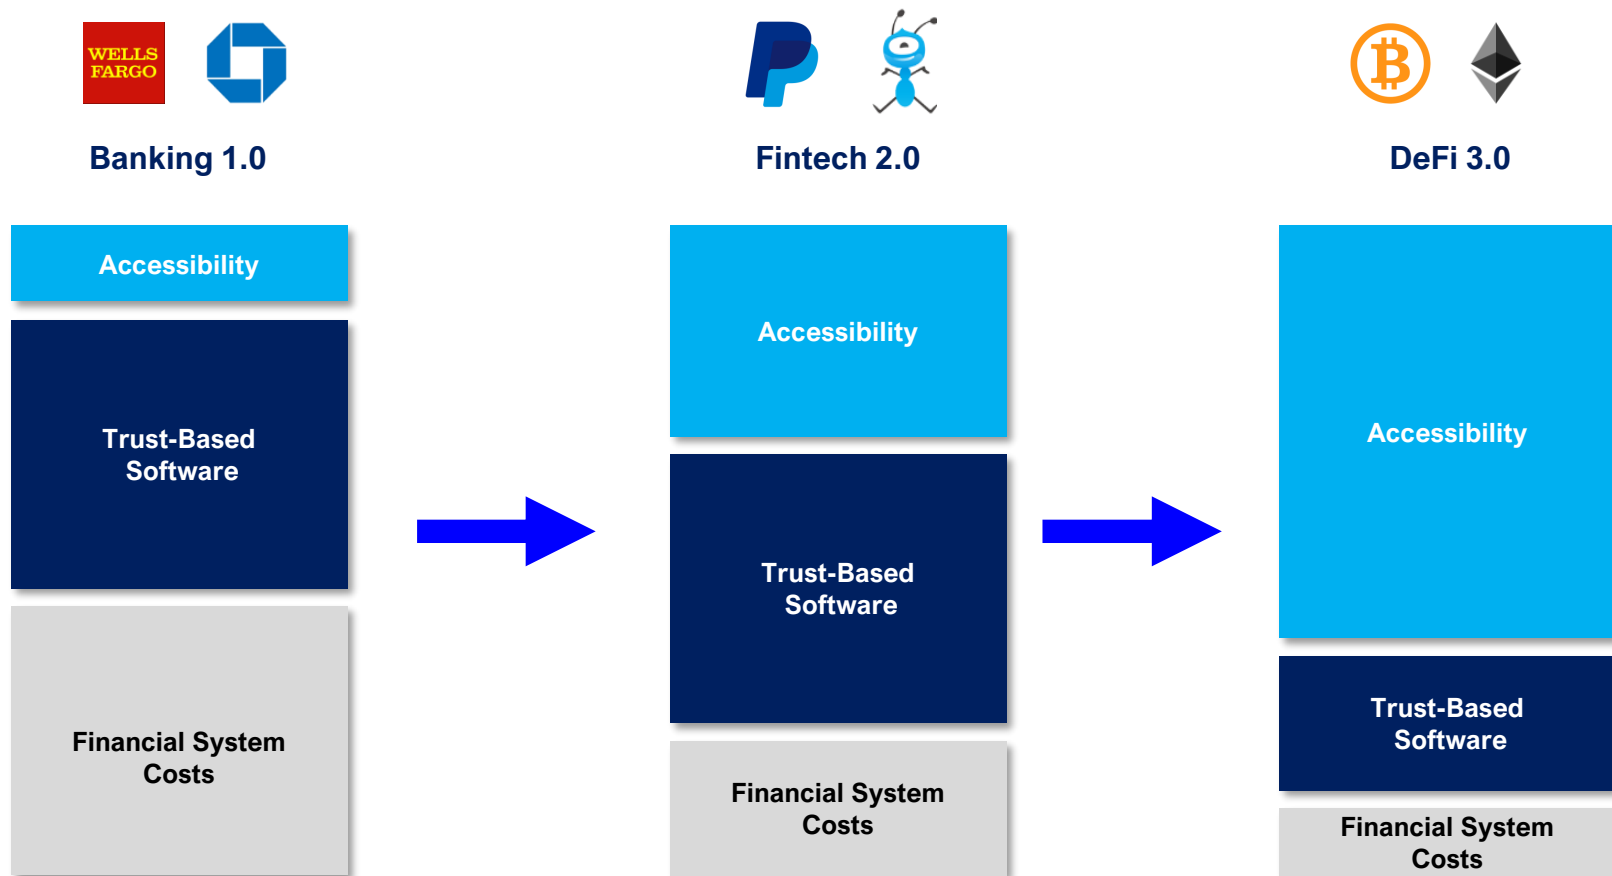 WELLS
FARGO
Banking 1.0
Fintech 2.0
DeFi 3.0
Accessibility
Trust-Based
Software
Financial System
Costs
Accessibility
Trust-Based
Software
Financial System
Costs
Accessibility
Trust-Based
Software
Financial System
Costs